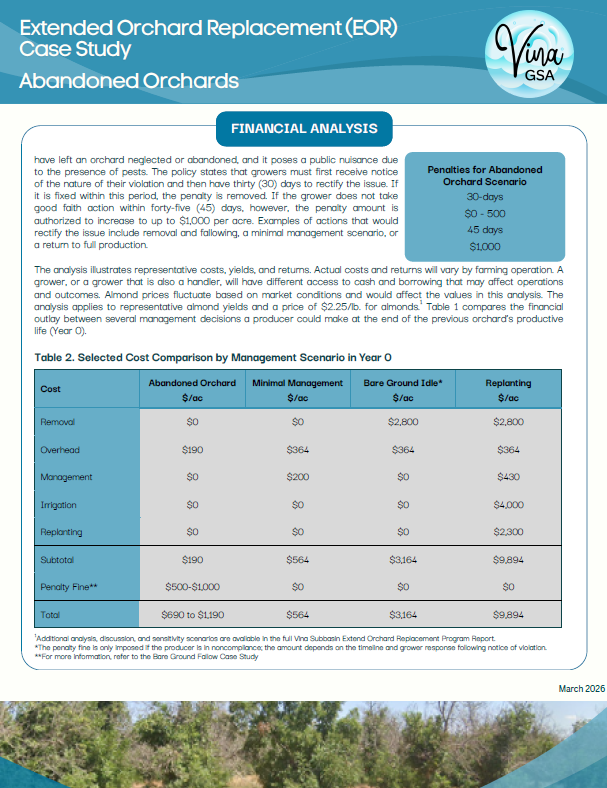 Extended Orchard Replacement (EOR)
Case Study
Abandoned Orchards
Vina
GSA
FINANCIAL ANALYSIS
have left an orchard neglected or abandoned, and it poses a public nuisance due
to the presence of pests. The policy states that growers must first receive notice
of the nature of their violation and then have thirty (30) days to rectify the issue. If
it is fixed within this period, the penalty is removed. If the grower does not take
good faith action within forty-five (45) days, however, the penalty amount is
authorized to increase to up to $1,000 per acre. Examples of actions that would
rectify the issue include removal and fallowing, a minimal management scenario, or
a return to full production.
Penalties for Abandoned
Orchard Scenario
30-days
$0 - 500
45 days
$1,000
The analysis illustrates representative costs, yields, and returns. Actual costs and returns will vary by farming operation. A
grower, or a grower that is also a handler, will have different access to cash and borrowing that may affect operations
and outcomes. Almond prices fluctuate based on market conditions and would affect the values in this analysis. The
analysis applies to representative almond yields and a price of $2.25/lb. for almonds.1 Table 1 compares the financial
outlay between several management decisions a producer could make at the end of the previous orchard's productive
life (Year 0).
Table 2. Selected Cost Comparison by Management Scenario in Year 0
Cost Abandoned Orchard $/ac Minimal Management $/ac Bare Ground Idle* $/ac Replanting $/ac
Removal $0 $0 $2,800 $2,800
Overhead $190 $364 $364 $364
Management $0 $200 $0 $430
Irrigation $0 $0 $0 $4,000
Replanting $0 $0 $0 $2,300
Subtotal $190 $564 $3,164 $9,894
Penalty Fine** $500-$1,000 $0 $0 $0
Total $690 to $1,190 $564 $3,164 $9,894
1Additional analysis, discussion, and sensitivity scenarios are available in the full Vina Subbasin Extend Orchard Replacement Program Report.
*The penalty fine is only imposed if the producer is in noncompliance; the amount depends on the timeline and grower response following notice of violation.
**For more information, refer to the Bare Ground Fallow Case Study
March 2026